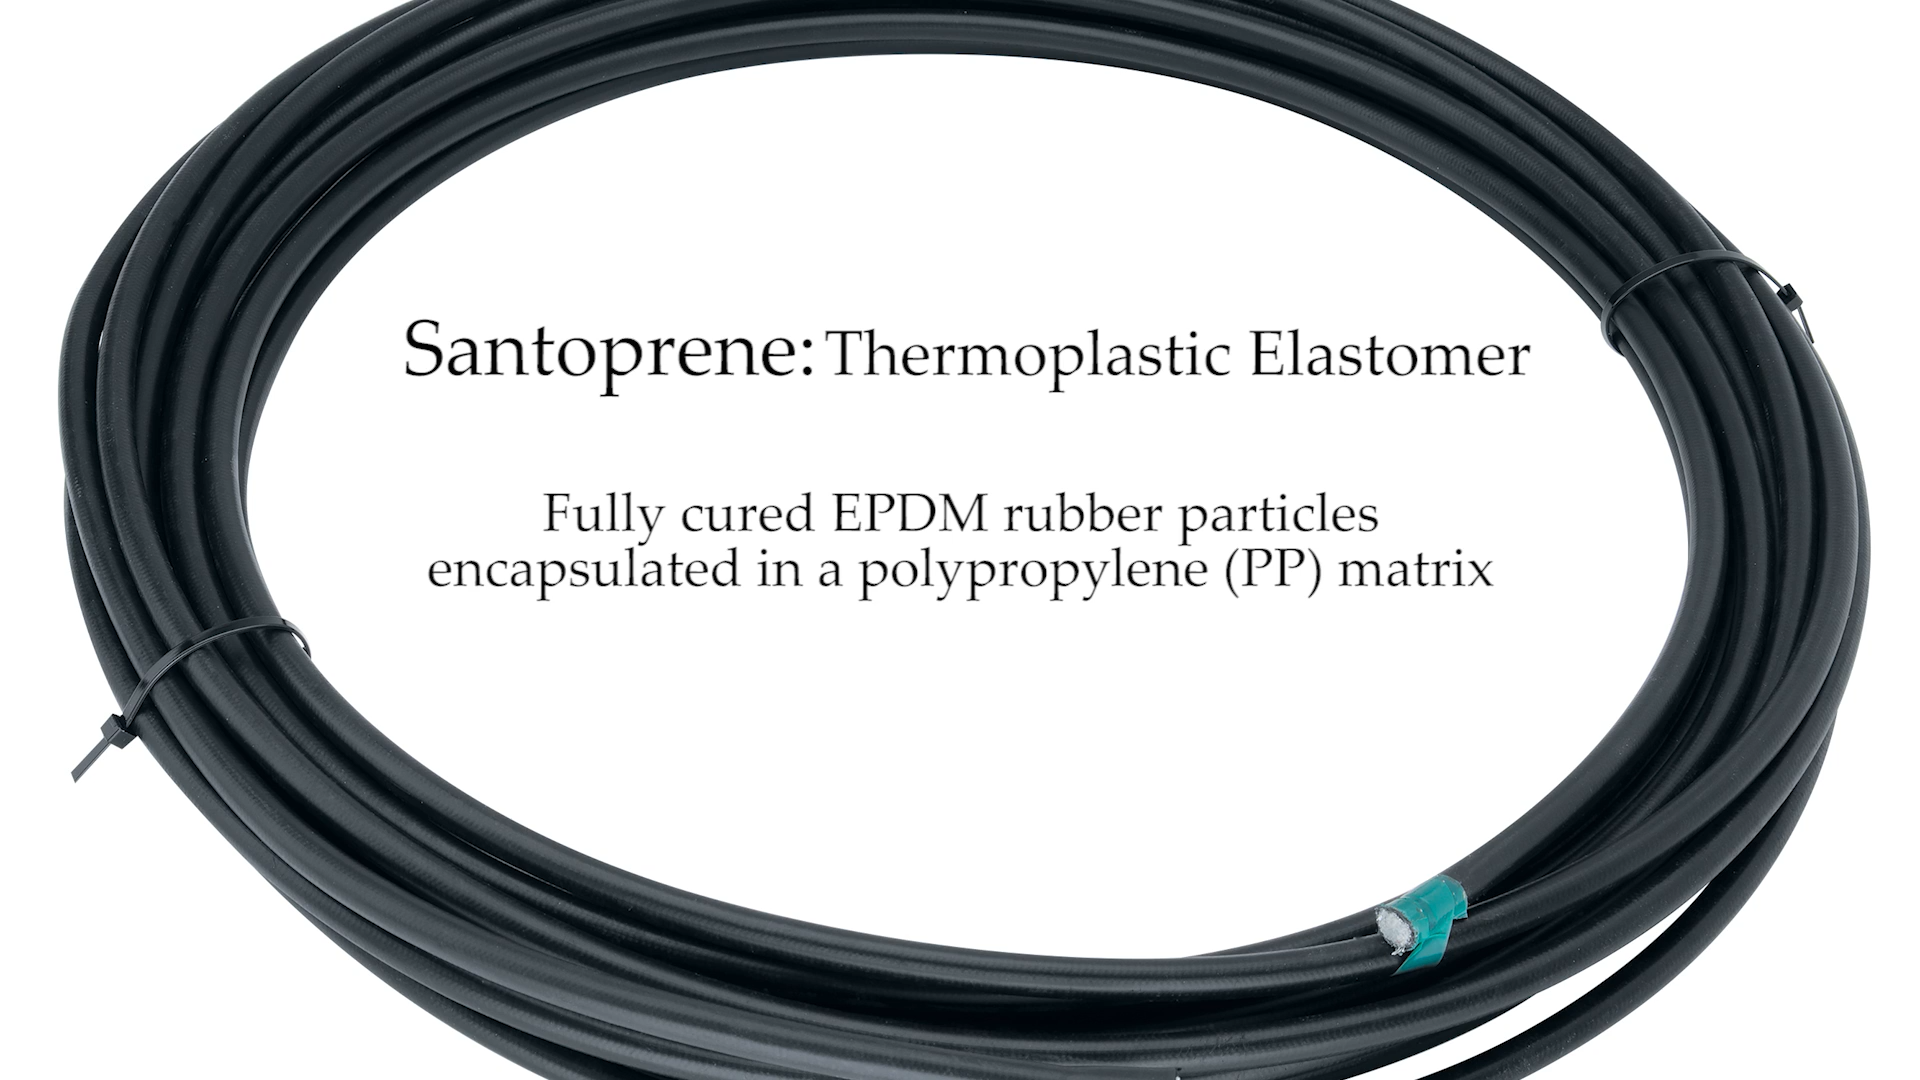 Santoprene: Thermoplastic Elastomer
Fully cured EPDM rubber particles
encapsulated in a polypropylene (PP) matrix